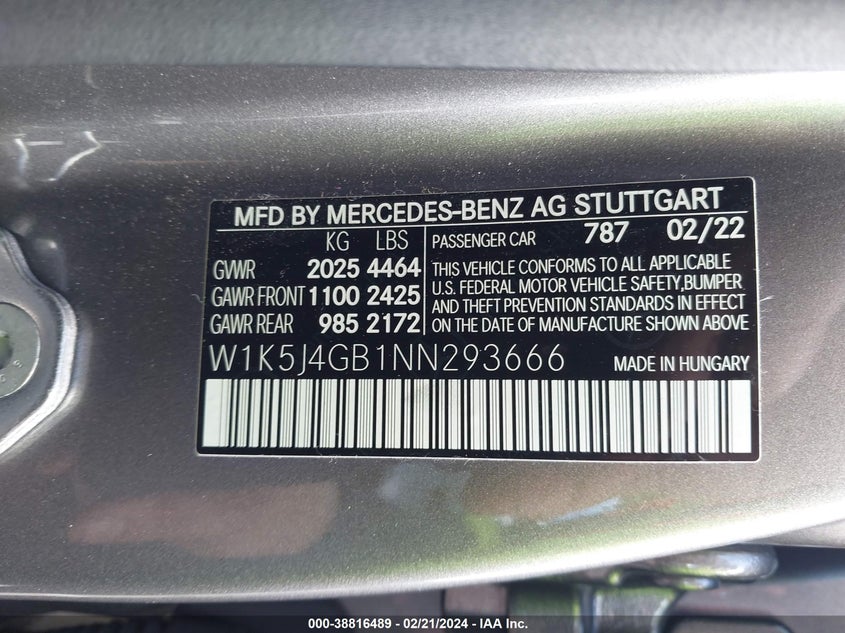 MFD BY MERCEDES-BENZ AG STUTTGART
KG LBS
GVWR 2025 4464
GAWR FRONT 1100 2425
GAWR REAR 985 2172
PASSENGER CAR 787 02/22
THIS VEHICLE CONFORMS TO ALL APPLICABLE
U.S. FEDERAL MOTOR VEHICLE SAFETY,BUMPER
AND THEFT PREVENTION STANDARDS IN EFFECT
ON THE DATE OF MANUFACTURE SHOWN ABOVE
W1K5J4GB1NN293666 MADE IN HUNGARY
000-38816489 - 02/21/2024 - IAA Inc.